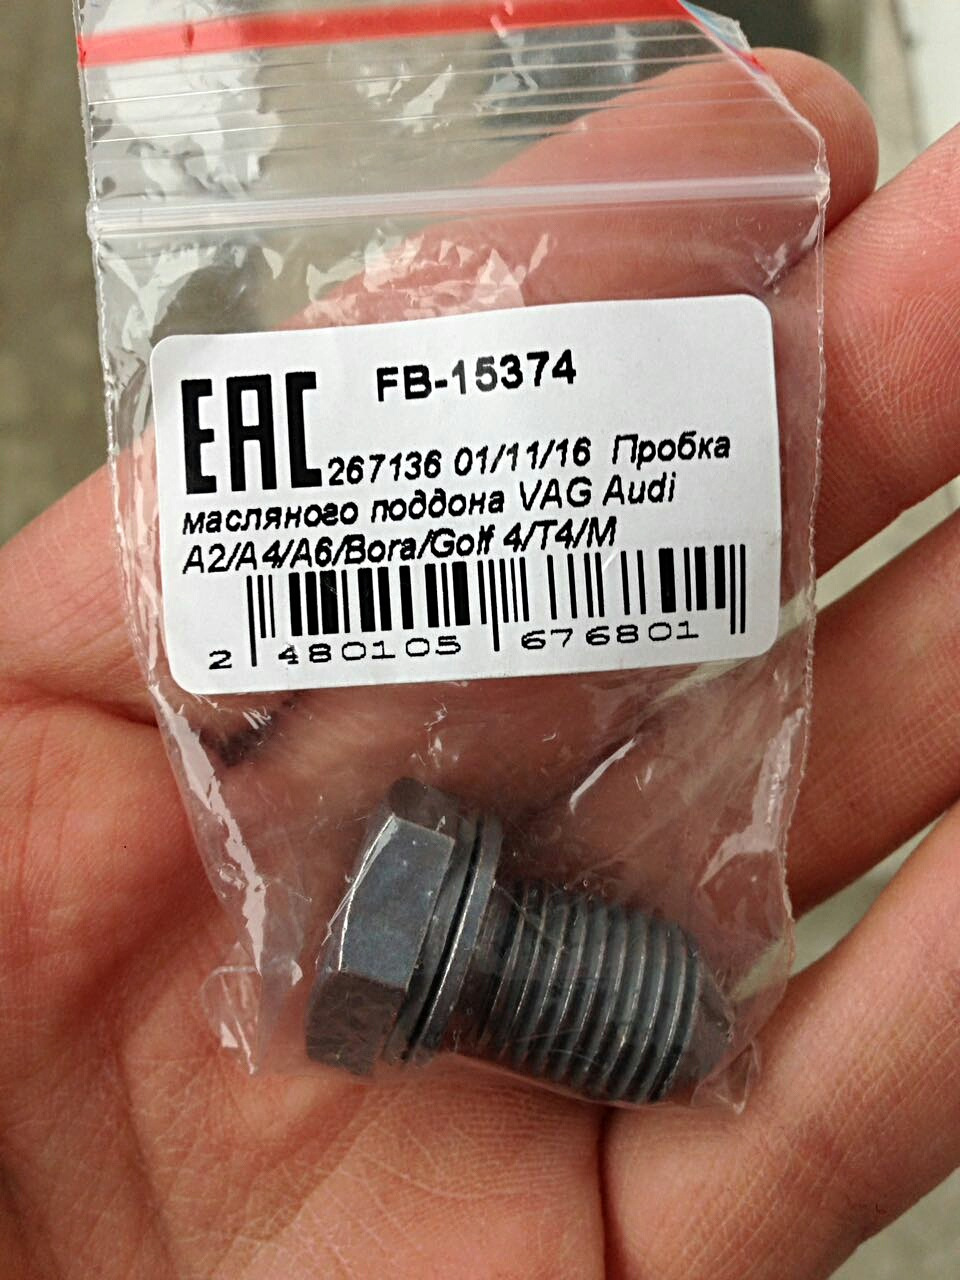 FB-15374
EAC 267136 01/11/16 Пробка
масляного поддона VAG Audi
A2/A4/A6/Bora/Golf 4/T4/M
2 480105 676801